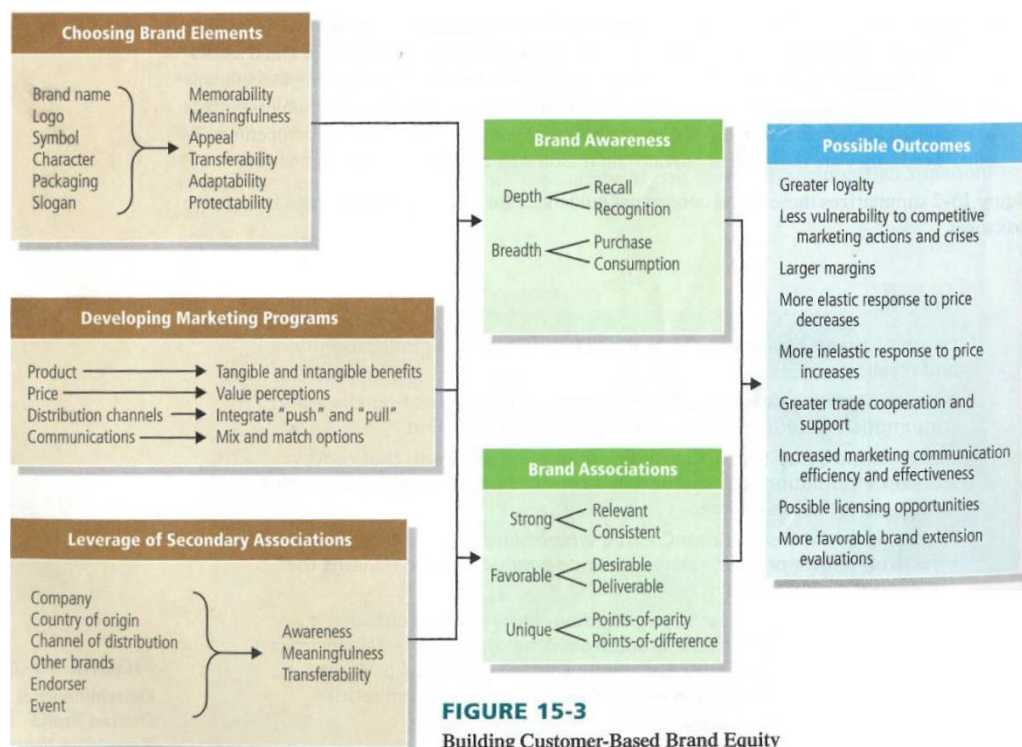 Choosing Brand Elements
Brand name
Logo
Symbol
Character
Packaging
Slogan
Memorability
Meaningfulness
Appeal
Transferability
Adaptability
Protectability
Developing Marketing Programs
Product
Tangible and intangible benefits
Price
Value perceptions
Distribution channels
Integrate “push” and “pull”
Communications
Mix and match options
Leverage of Secondary Associations
Company
Country of origin
Channel of distribution
Other brands
Endorser
Event
Awareness
Meaningfulness
Transferability
Brand Awareness
Depth
Recall
Recognition
Breadth
Purchase
Consumption
Brand Associations
Strong
Relevant
Consistent
Favorable
Desirable
Deliverable
Unique
Points-of-parity
Points-of-difference
Possible Outcomes
Greater loyalty
Less vulnerability to competitive
marketing actions and crises
Larger margins
More elastic response to price
decreases
More inelastic response to price
increases
Greater trade cooperation and
support
Increased marketing communication
efficiency and effectiveness
Possible licensing opportunities
More favorable brand extension
evaluations
FIGURE 15-3
Building Customer-Based Brand Equity